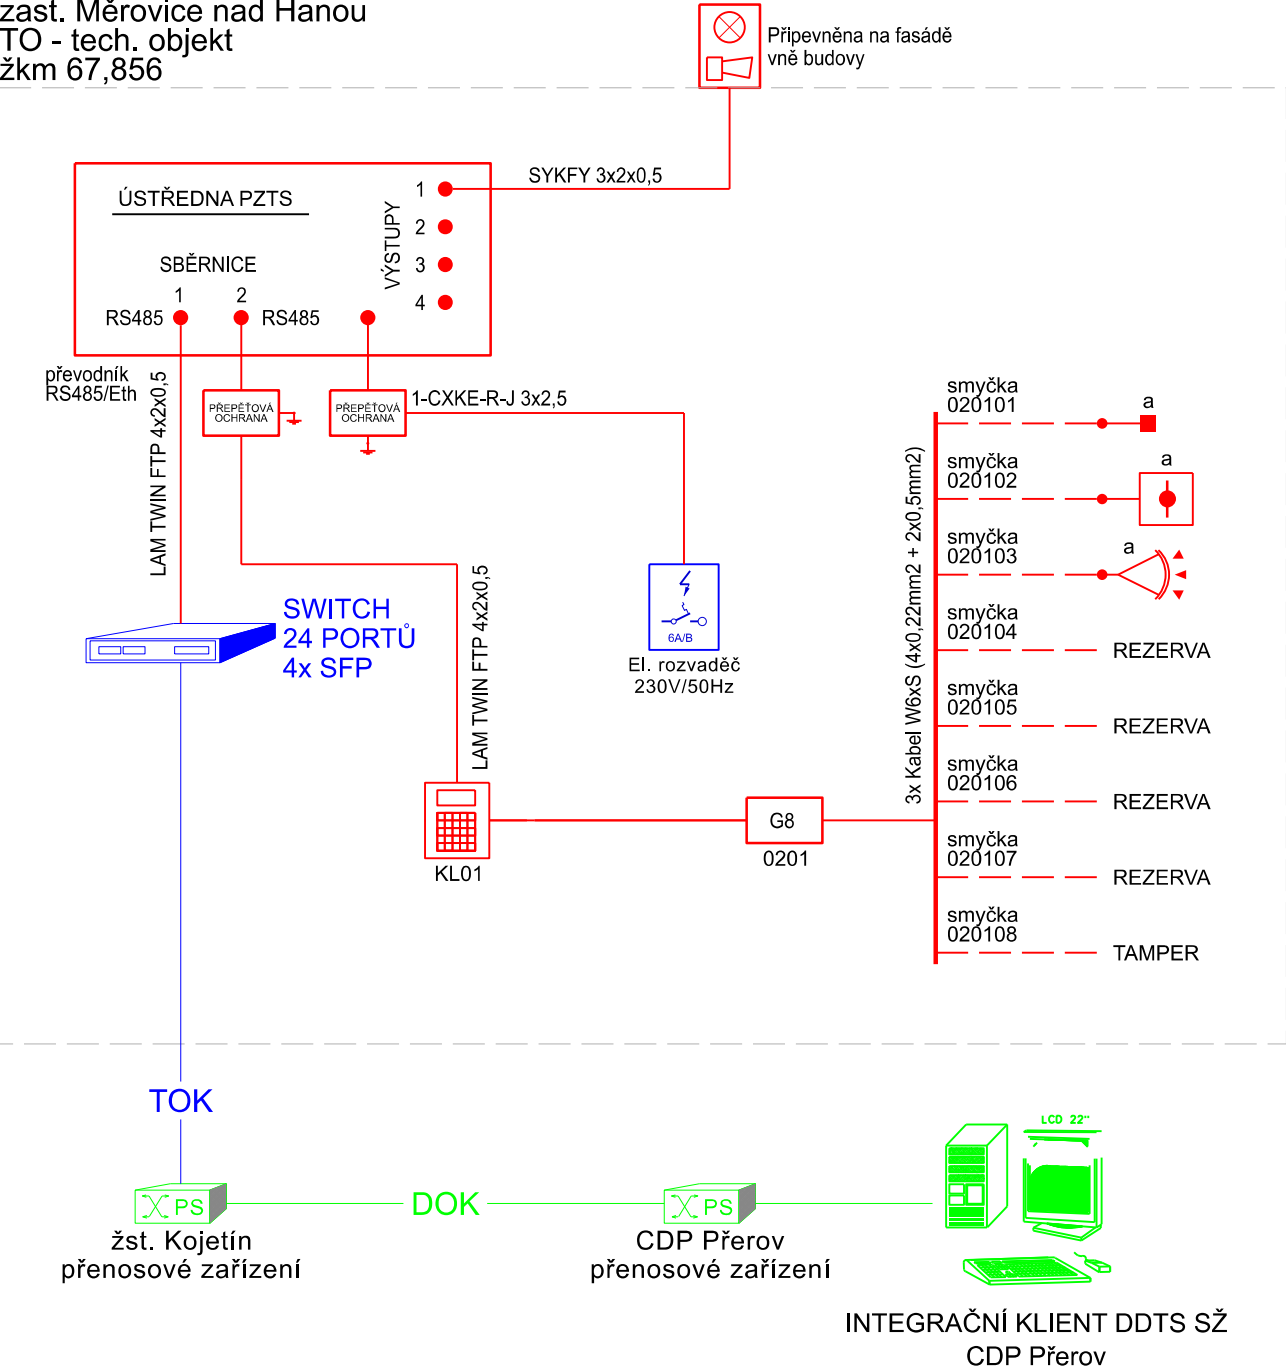 zast. Měrovice nad Hanou
TO - tech. objekt
žkm 67,856
Připevněna na fasádě
vně budovy
SYKFY 3x2x0,5
ÚSTŘEDNA PZTS
VÝSTUPY
1
2
3
4
SBĚRNICE
1
2
RS485
RS485
převodník
RS485/Eth
LAM TWIN FTP 4x2x0,5
PŘEPĚŤOVÁ
OCHRANA
PŘEPĚŤOVÁ
OCHRANA
1-CXKE-R-J 3x2,5
6A/B
El. rozvaděč
230V/50Hz
SWITCH
24 PORTŮ
4x SFP
LAM TWIN FTP 4x2x0,5
KL01
G8
0201
3x Kabel W6xS (4x0,22mm2 + 2x0,5mm2)
smyčka
020101
a
smyčka
020102
a
smyčka
020103
a
smyčka
020104
REZERVA
smyčka
020105
REZERVA
smyčka
020106
REZERVA
smyčka
020107
REZERVA
smyčka
020108
TAMPER
TOK
PS
žst. Kojetín
přenosové zařízení
DOK
PS
CDP Přerov
přenosové zařízení
LCD 22"
INTEGRAČNÍ KLIENT DDTS SŽ
CDP Přerov